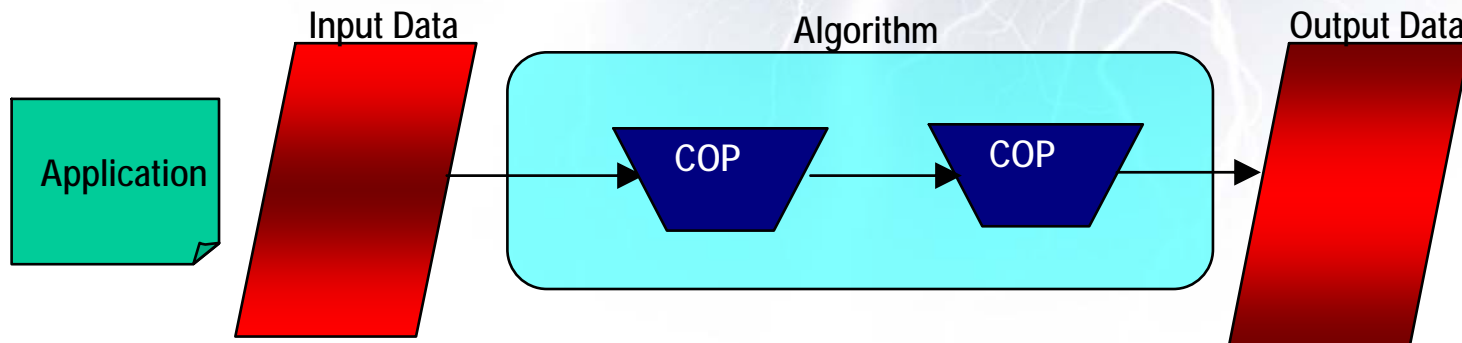 Input Data
Algorithm
Output Data
Application
COP
COP